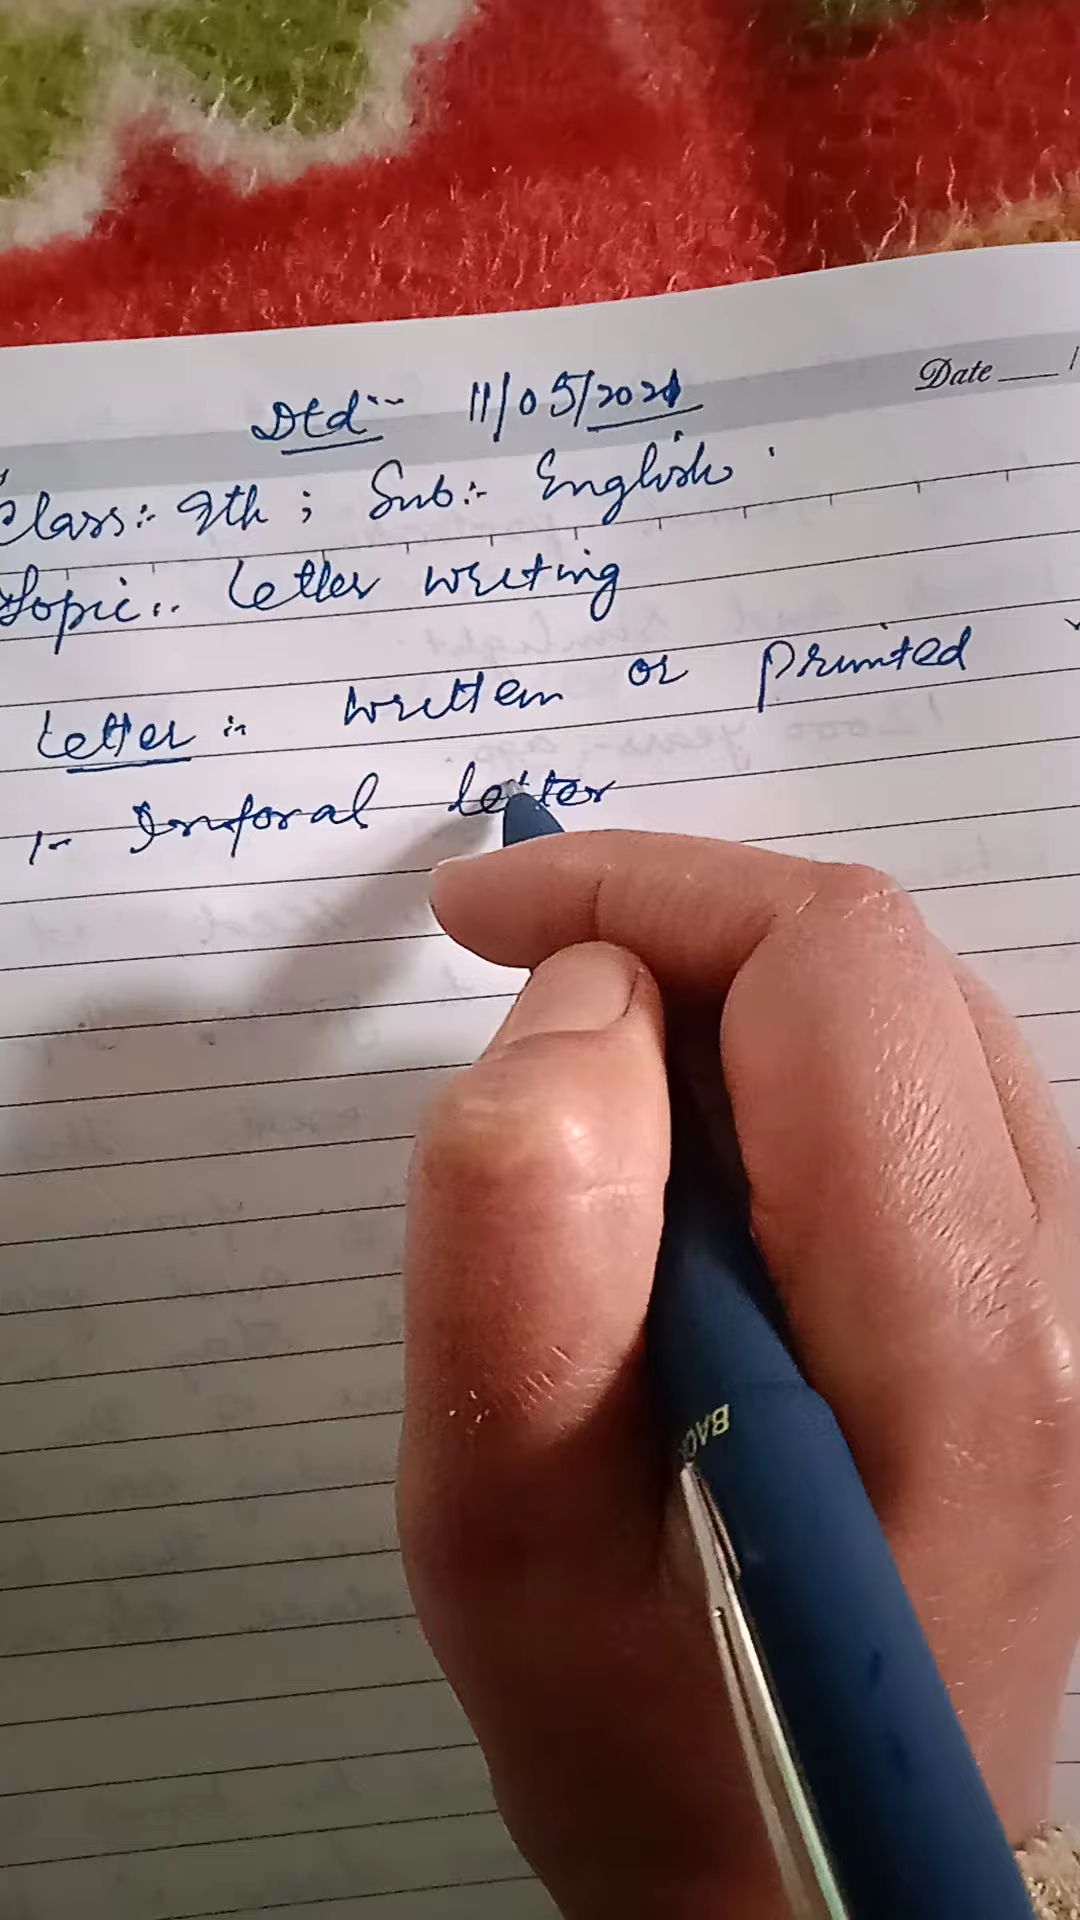 Date
Dtd:- 11/05/2021
Class:- 9th ; Sub:- English
Topic:- Letter writing
Letter :- written or printed
1:- Inforal letter
BAC